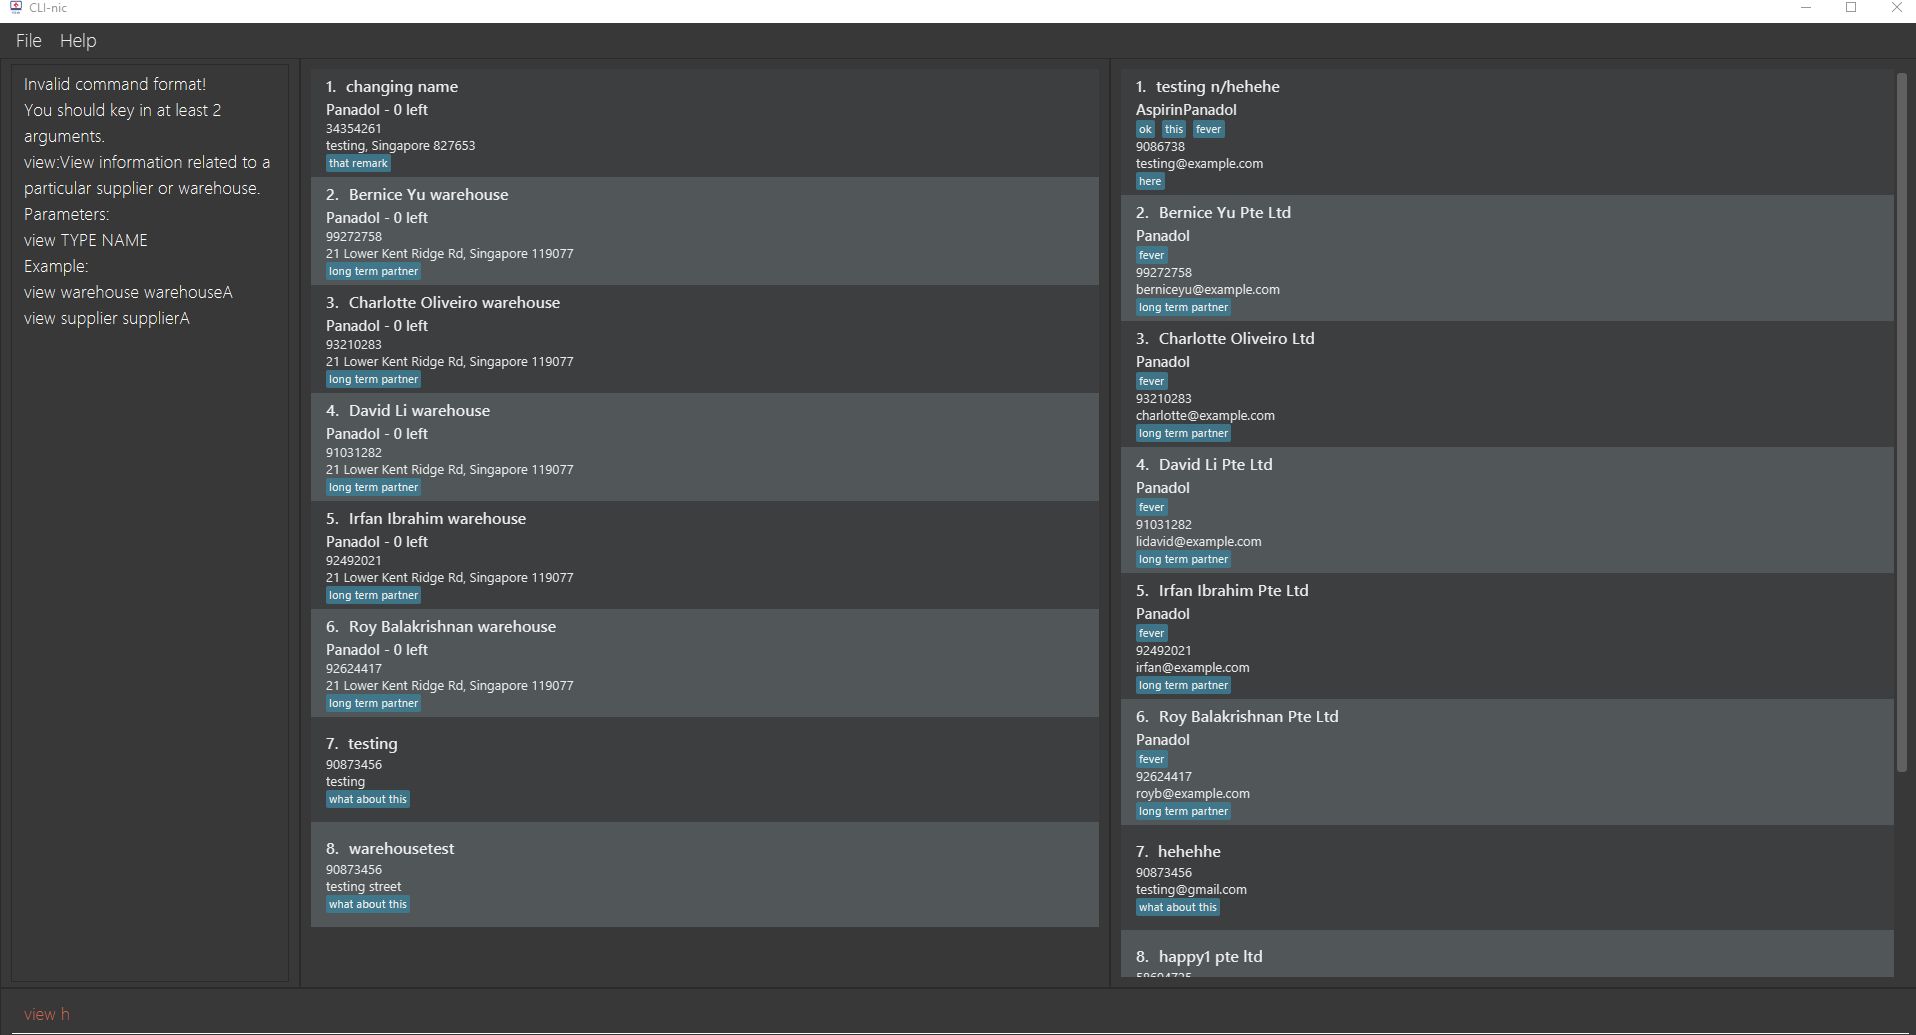 CLI-nic
File Help
Invalid command format!
You should key in at least 2
arguments.
view:View information related to a
particular supplier or warehouse.
Parameters:
view TYPE NAME
Example:
view warehouse warehouseA
view supplier supplierA
1. changing name
Panadol - 0 left
34354261
testing, Singapore 827653
that remark
2. Bernice Yu warehouse
Panadol - 0 left
99272758
21 Lower Kent Ridge Rd, Singapore 119077
long term partner
3. Charlotte Oliveiro warehouse
Panadol - 0 left
93210283
21 Lower Kent Ridge Rd, Singapore 119077
long term partner
4. David Li warehouse
Panadol - 0 left
91031282
21 Lower Kent Ridge Rd, Singapore 119077
long term partner
5. Irfan Ibrahim warehouse
Panadol - 0 left
92492021
21 Lower Kent Ridge Rd, Singapore 119077
long term partner
6. Roy Balakrishnan warehouse
Panadol - 0 left
92624417
21 Lower Kent Ridge Rd, Singapore 119077
long term partner
7. testing
90873456
testing
what about this
8. warehousetest
90873456
testing street
what about this
1. testing n/hehehe
AspirinPanadol
ok this fever
9086738
testing@example.com
here
2. Bernice Yu Pte Ltd
Panadol
fever
99272758
berniceyu@example.com
long term partner
3. Charlotte Oliveiro Ltd
Panadol
fever
93210283
charlotte@example.com
long term partner
4. David Li Pte Ltd
Panadol
fever
91031282
lidavid@example.com
long term partner
5. Irfan Ibrahim Pte Ltd
Panadol
fever
92492021
irfan@example.com
long term partner
6. Roy Balakrishnan Pte Ltd
Panadol
fever
92624417
royb@example.com
long term partner
7. hehehhe
90873456
testing@gmail.com
what about this
8. happy1 pte ltd
view h